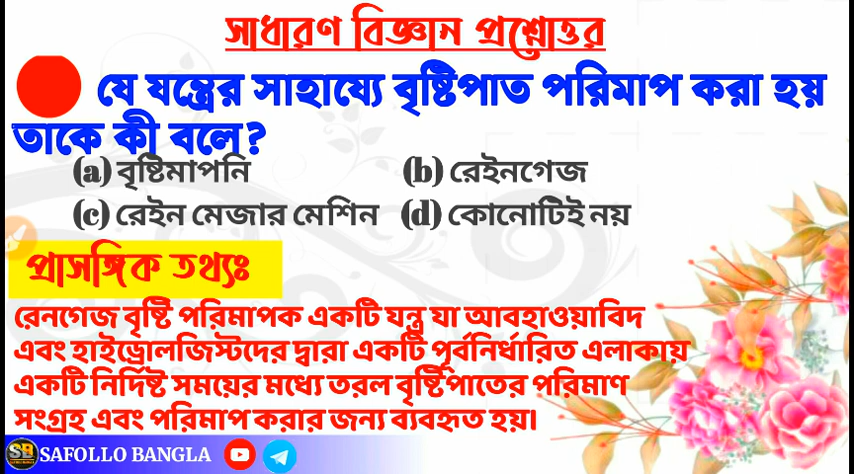 সাধারণ বিজ্ঞান প্রশ্নোত্তর
যে যন্ত্রের সাহায্যে বৃষ্টিপাত পরিমাপ করা হয়
তাকে কী বলে?
(a) বৃষ্টিমাপনি (b) রেইনগেজ
(c) রেইন মেজার মেশিন (d) কোনোটিই নয়
প্রাসঙ্গিক তথ্যঃ
রেনগেজ বৃষ্টি পরিমাপক একটি যন্ত্র যা আবহাওয়াবিদ
এবং হাইড্রোলজিস্টদের দ্বারা একটি পূর্বনির্ধারিত এলাকায়
একটি নির্দিষ্ট সময়ের মধ্যে তরল বৃষ্টিপাতের পরিমাণ
সংগ্রহ এবং পরিমাপ করার জন্য ব্যবহৃত হয়।
SB SAFOLLO BANGLA